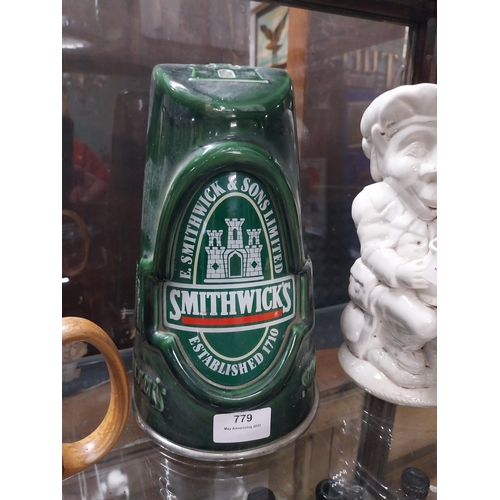 E. SMITHWICK & SONS LIMITED
SMITHWICK'S
ESTABLISHED 1710
779